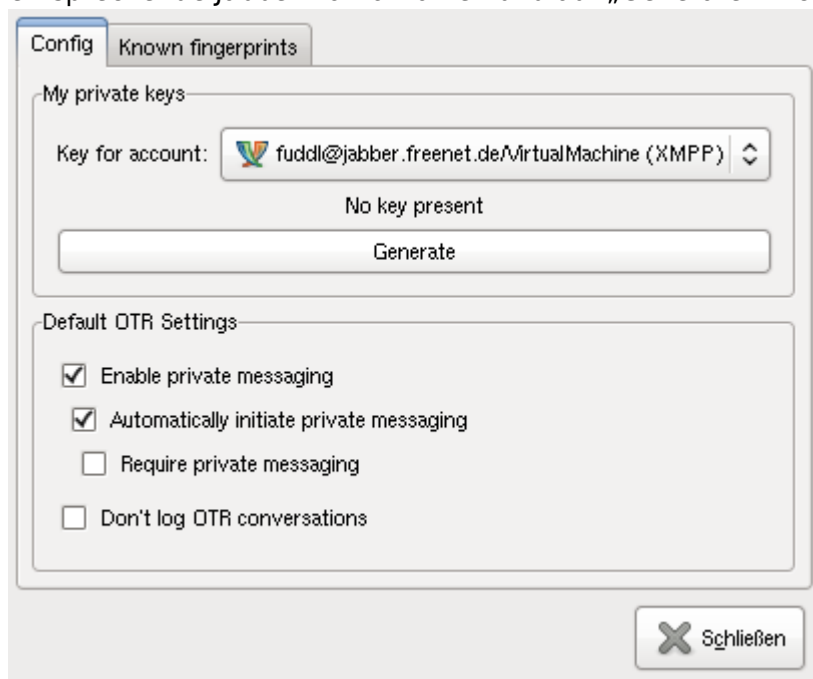 Config Known fingerprints
My private keys
Key for account: fuddl@jabber.freenet.de/VirtualMachine (XMPP)
No key present
Generate
Default OTR Settings
Enable private messaging
Automatically initiate private messaging
Require private messaging
Don't log OTR conversations
Schließen